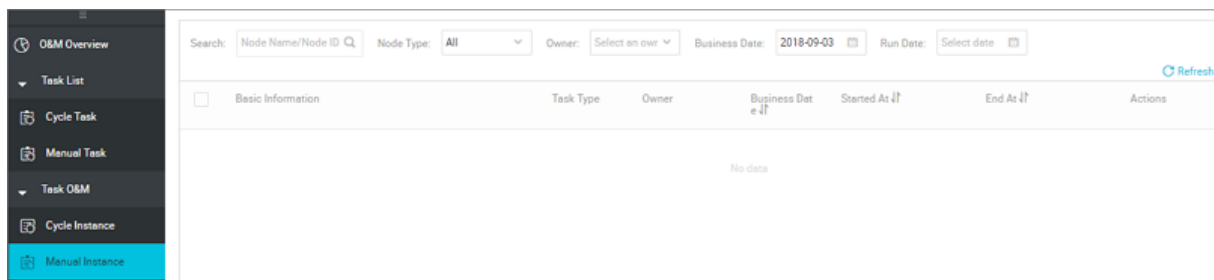 O&M Overview
Task List
Cycle Task
Manual Task
Task O&M
Cycle Instance
Manual Instance
Search: Node Name/Node ID Node Type: All Owner: Select an owr Business Date: 2018-09-03 Run Date: Select date
Refresh
Basic Information Task Type Owner Business Dat Started At End At Actions
e
No data